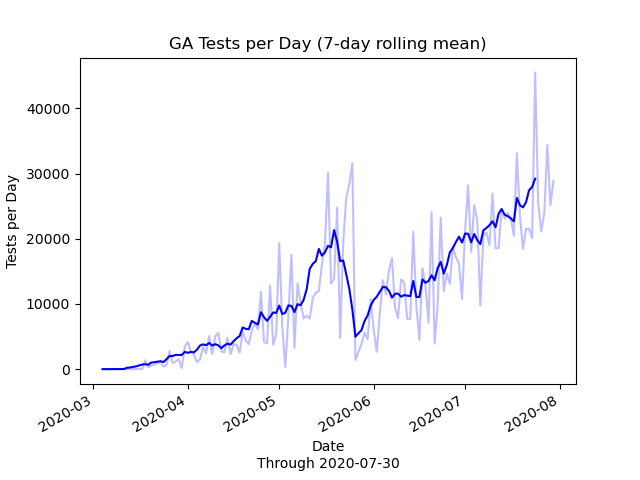 GA Tests per Day (7-day rolling mean)
40000
30000
20000
10000
0
Tests per Day
2020-03
2020-04
2020-05
2020-06
2020-07
2020-08
Date
Through 2020-07-30